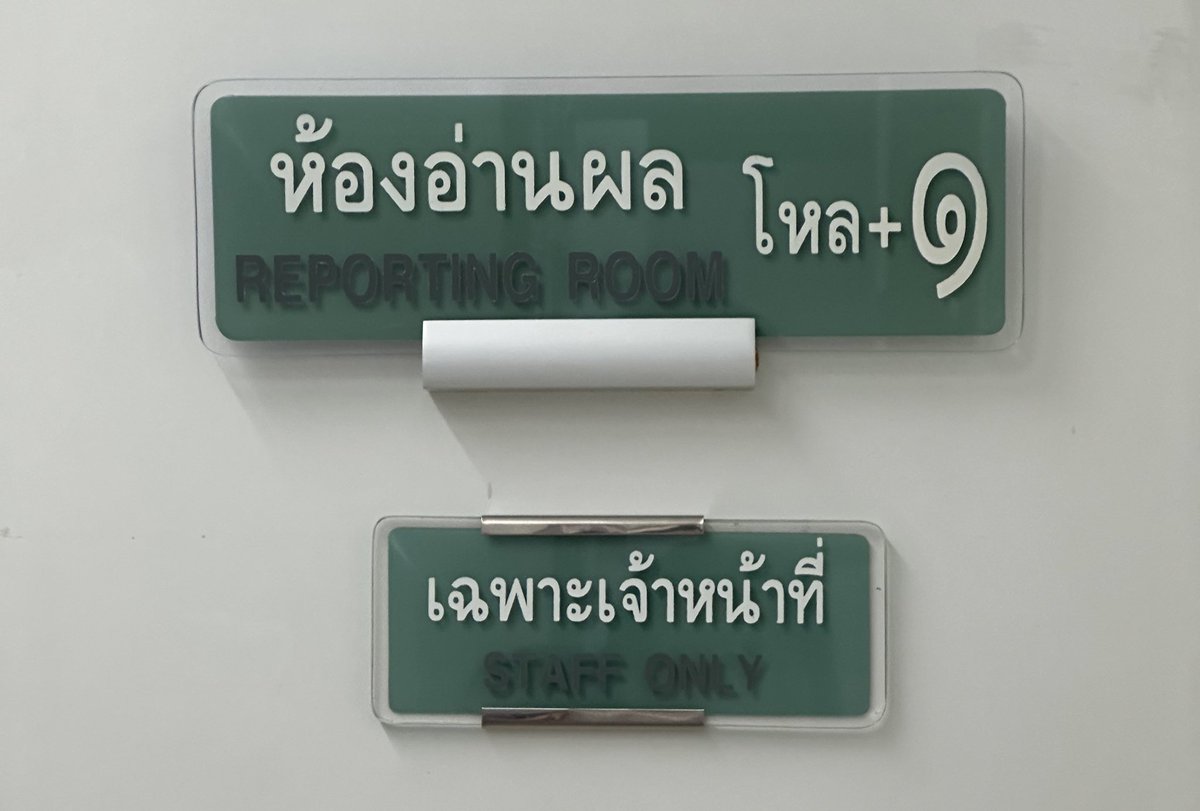 ห้องอ่านผล โหล+๑
REPORTING ROOM
เฉพาะเจ้าหน้าที่
STAFF ONLY